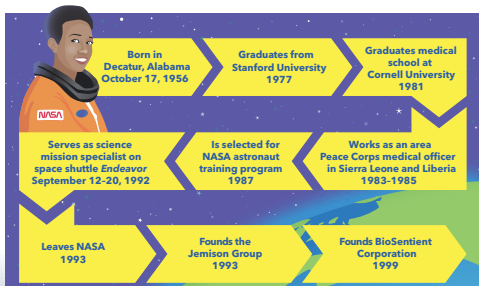 Born in
Decatur, Alabama
October 17, 1956
Graduates from
Stanford University
1977
Graduates medical
school at
Cornell University
1981
NASA
Works as an area
Peace Corps medical officer
in Sierra Leone and Liberia
1983-1985
Is selected for
NASA astronaut
training program
1987
Serves as science
mission specialist on
space shuttle Endeavor
September 12–20, 1992
Leaves NASA
1993
Founds the
Jemison Group
1993
Founds BioSentient
Corporation
1999